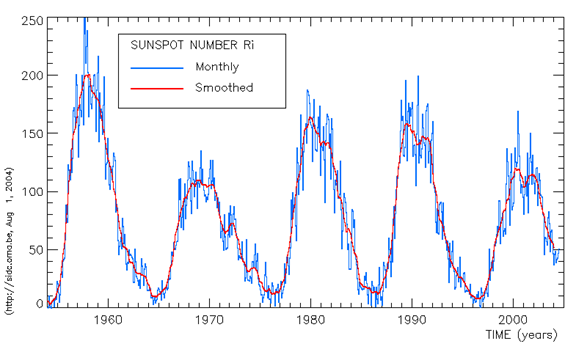 250
200
150
100
50
0
SUNSPOT NUMBER Ri
Monthly
Smoothed
(http://sidc.oma.be, Aug 1, 2004)
1960 1970 1980 1990 2000
TIME (years)